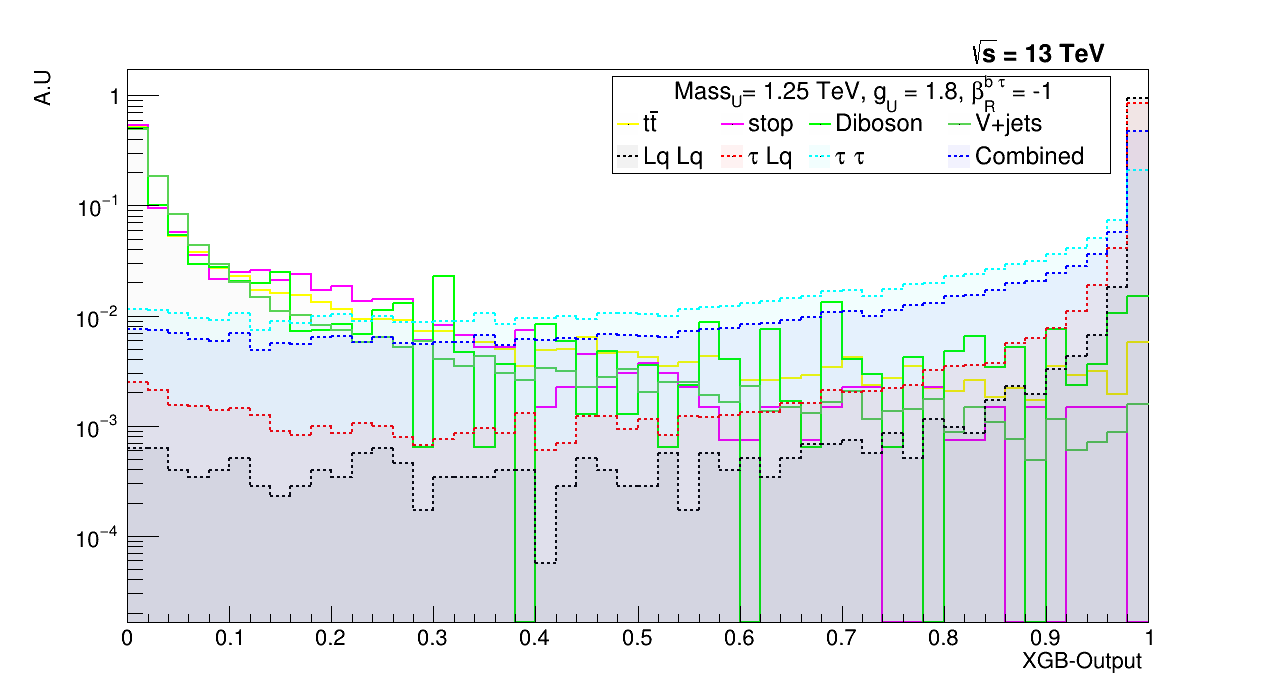 √s = 13 TeV
A.U
Mass_U= 1.25 TeV, g_U = 1.8, β_R^{b τ} = -1
tt̄ stop Diboson V+jets
Lq Lq τ Lq τ τ Combined
1
10⁻¹
10⁻²
10⁻³
10⁻⁴
0 0.1 0.2 0.3 0.4 0.5 0.6 0.7 0.8 0.9 1
XGB-Output